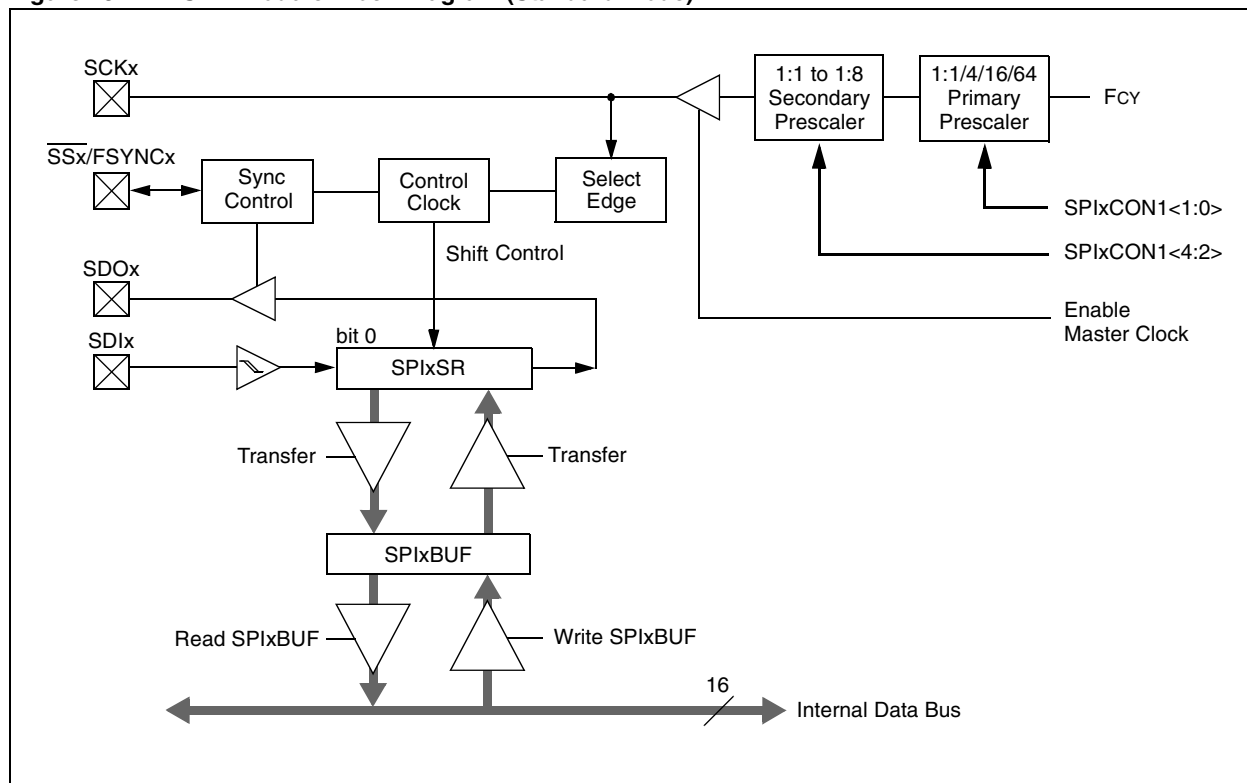 SCKx
SSx/FSYNCx
SDOx
SDIx
Sync
Control
Control
Clock
Select
Edge
1:1 to 1:8
Secondary
Prescaler
1:1/4/16/64
Primary
Prescaler
FCY
SPIxCON1<1:0>
SPIxCON1<4:2>
Enable
Master Clock
Shift Control
bit 0
SPIxSR
Transfer
Transfer
SPIxBUF
Read SPIxBUF
Write SPIxBUF
16
Internal Data Bus